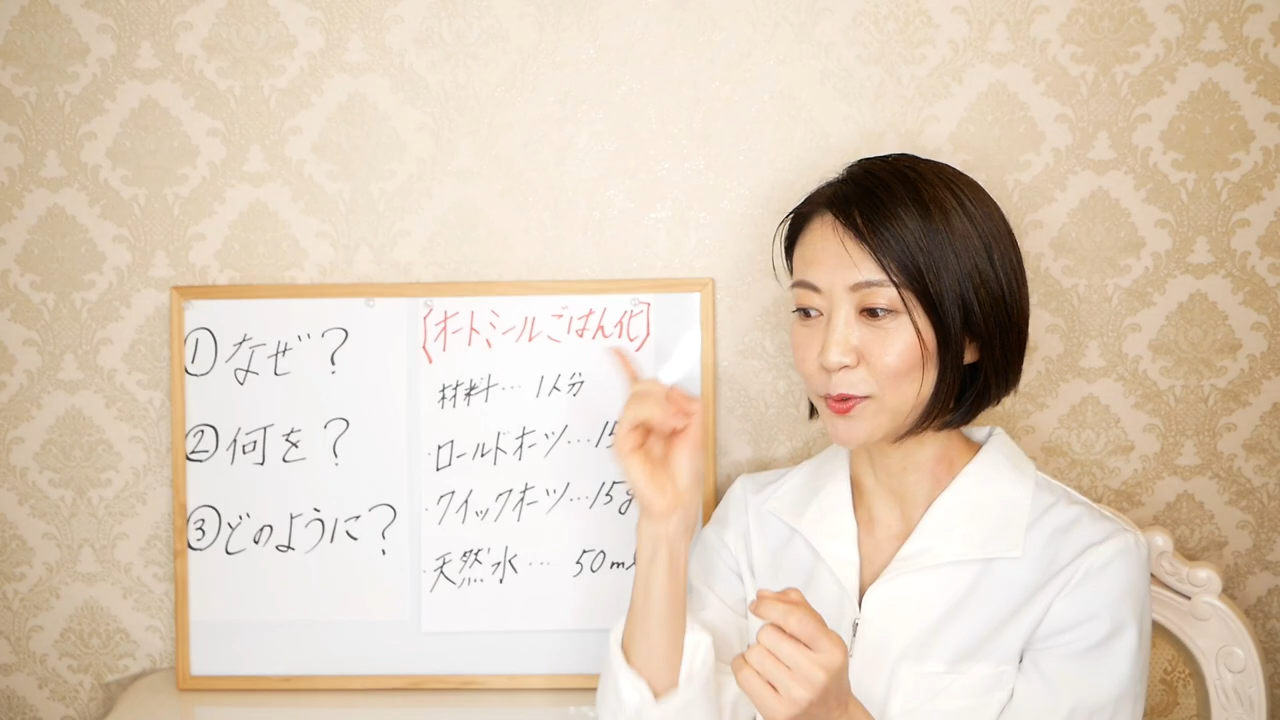 ①なぜ?
②何を?
③どのように?
[オートミールごはん化]
材料… 1人分
・ロールドオーツ…15
・クイックオーツ…15g
・天然水… 50ml